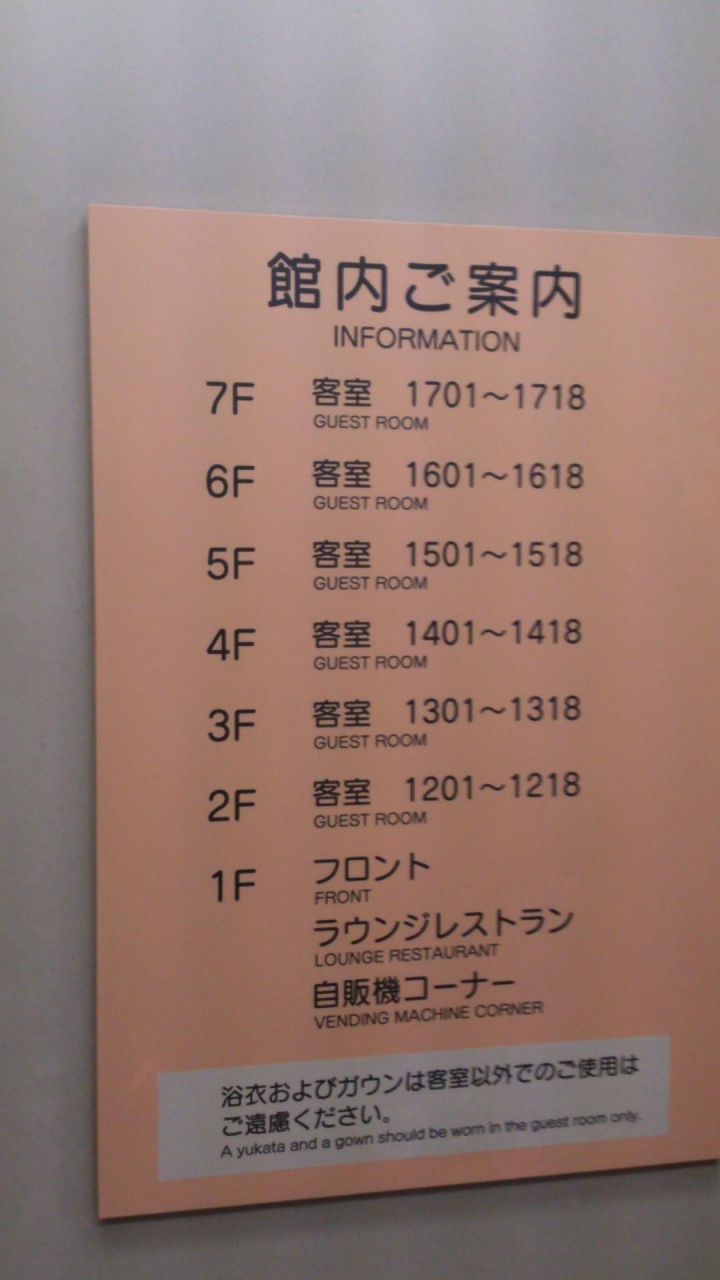 館内ご案内
INFORMATION
7F 客室 1701～1718
GUEST ROOM
6F 客室 1601～1618
GUEST ROOM
5F 客室 1501～1518
GUEST ROOM
4F 客室 1401～1418
GUEST ROOM
3F 客室 1301～1318
GUEST ROOM
2F 客室 1201～1218
GUEST ROOM
1F フロント
FRONT
ラウンジレストラン
LOUNGE RESTAURANT
自販機コーナー
VENDING MACHINE CORNER
浴衣およびガウンは客室以外でのご使用は
ご遠慮ください。
A yukata and a gown should be worn in the guest room only.